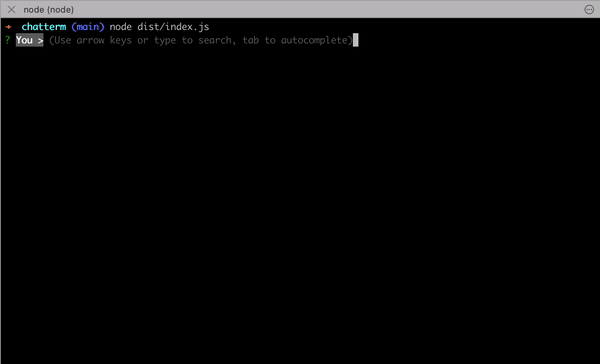 node (node)
➜ chatterm (main) node dist/index.js
? You > (Use arrow keys or type to search, tab to autocomplete)